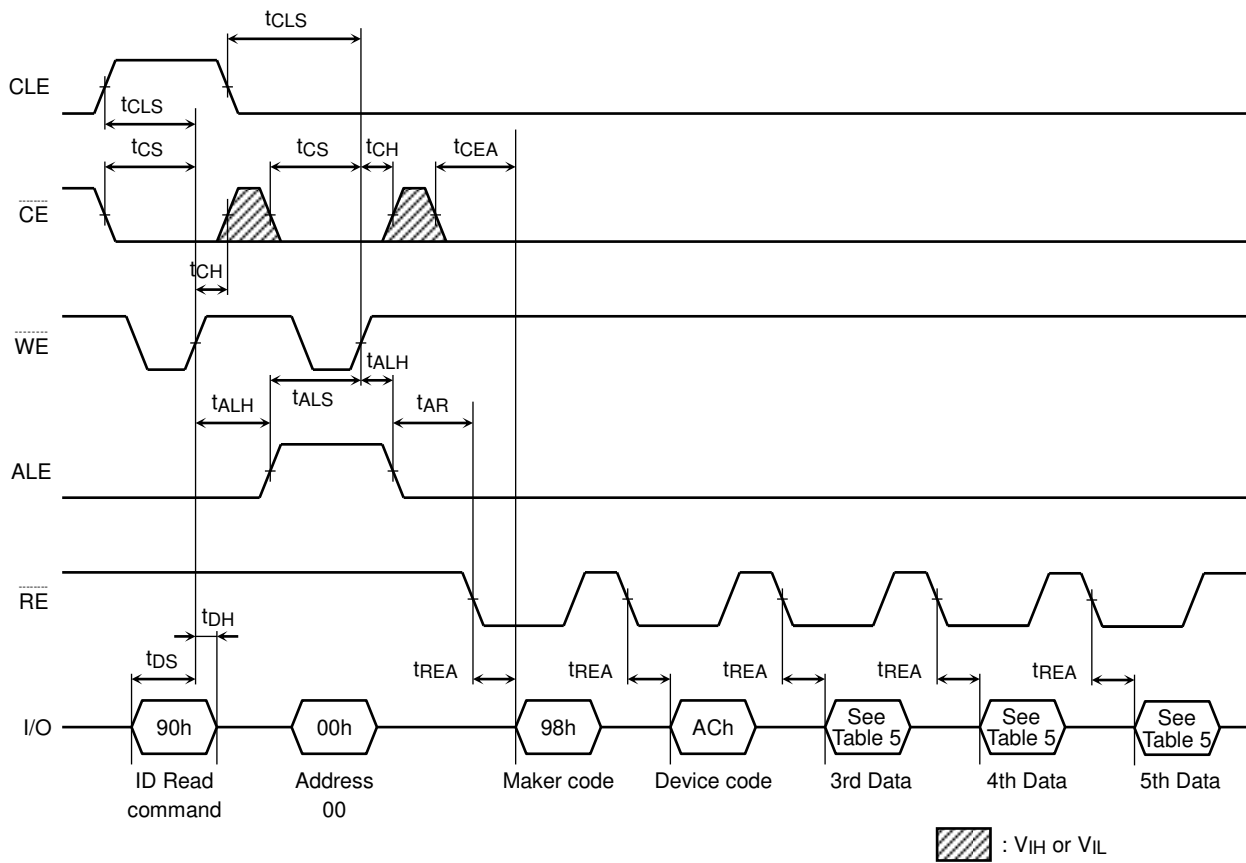 tCLS
CLE
tCLS
tCS tCS tCH tCEA
CE
tCH
WE
tALH
tALH tALS tAR
ALE
RE
tDH
tDS tREA tREA tREA tREA tREA
I/O 90h 00h 98h ACh See Table 5 See Table 5 See Table 5
ID Read command Address 00 Maker code Device code 3rd Data 4th Data 5th Data
: VIH or VIL